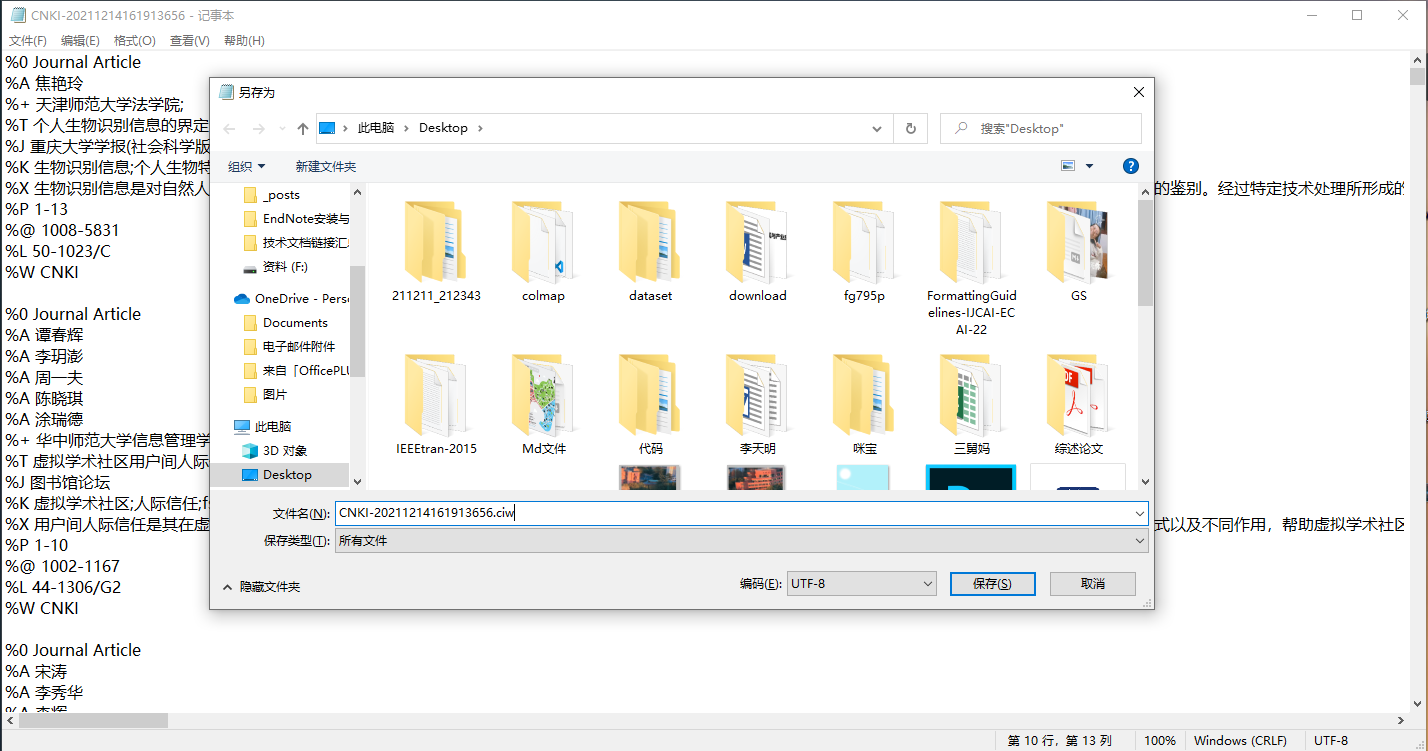 CNKI-20211214161913656 - 记事本
文件(F) 编辑(E) 格式(O) 查看(V) 帮助(H)
%0 Journal Article
%A 焦艳玲
%+ 天津师范大学法学院;
%T 个人生物识别信息的界定
%J 重庆大学学报(社会科学版
%K 生物识别信息;个人生物特
%X 生物识别信息是对自然人
的鉴别。经过特定技术处理所形成的
%P 1-13
%@ 1008-5831
%L 50-1023/C
%W CNKI
%0 Journal Article
%A 谭春辉
%A 李玥澎
%A 周一夫
%A 陈晓琪
%A 涂瑞德
%+ 华中师范大学信息管理学
%T 虚拟学术社区用户间人际
%J 图书馆论坛
%K 虚拟学术社区;人际信任;f
%X 用户间人际信任是其在虚
式以及不同作用，帮助虚拟学术社区
%P 1-10
%@ 1002-1167
%L 44-1306/G2
%W CNKI
%0 Journal Article
%A 宋涛
%A 李秀华
另存为
此电脑 › Desktop ›
搜索"Desktop"
组织 新建文件夹
_posts
EndNote安装与
技术文档链接汇
资料 (F:)
OneDrive - Perso
Documents
电子邮件附件
来自「OfficePLU
图片
此电脑
3D 对象
Desktop
211211_212343
colmap
dataset
download
fg795p
FormattingGuid
elines-IJCAI-EC
AI-22
GS
IEEEtran-2015
Md文件
代码
李天明
咪宝
三舅妈
综述论文
文件名(N): CNKI-20211214161913656.ciw
保存类型(T): 所有文件
隐藏文件夹
编码(E): UTF-8 保存(S) 取消
第 10 行，第 13 列 100% Windows (CRLF) UTF-8